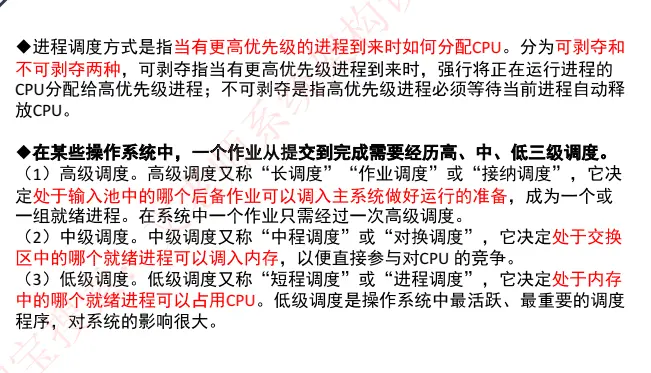 ◆进程调度方式是指当有更高优先级的进程到来时如何分配CPU。分为可剥夺和
不可剥夺两种，可剥夺指当有更高优先级进程到来时，强行将正在运行进程的
CPU分配给高优先级进程；不可剥夺是指高优先级进程必须等待当前进程自动释
放CPU。
◆在某些操作系统中，一个作业从提交到完成需要经历高、中、低三级调度。
（1）高级调度。高级调度又称“长调度”“作业调度”或“接纳调度”，它决
定处于输入池中的哪个后备作业可以调入主系统做好运行的准备，成为一个或
一组就绪进程。在系统中一个作业只需经过一次高级调度。
（2）中级调度。中级调度又称“中程调度”或“对换调度”，它决定处于交换
区中的哪个就绪进程可以调入内存，以便直接参与对CPU 的竞争。
（3）低级调度。低级调度又称“短程调度”或“进程调度”，它决定处于内存
中的哪个就绪进程可以占用CPU。低级调度是操作系统中最活跃、最重要的调度
程序，对系统的影响很大。